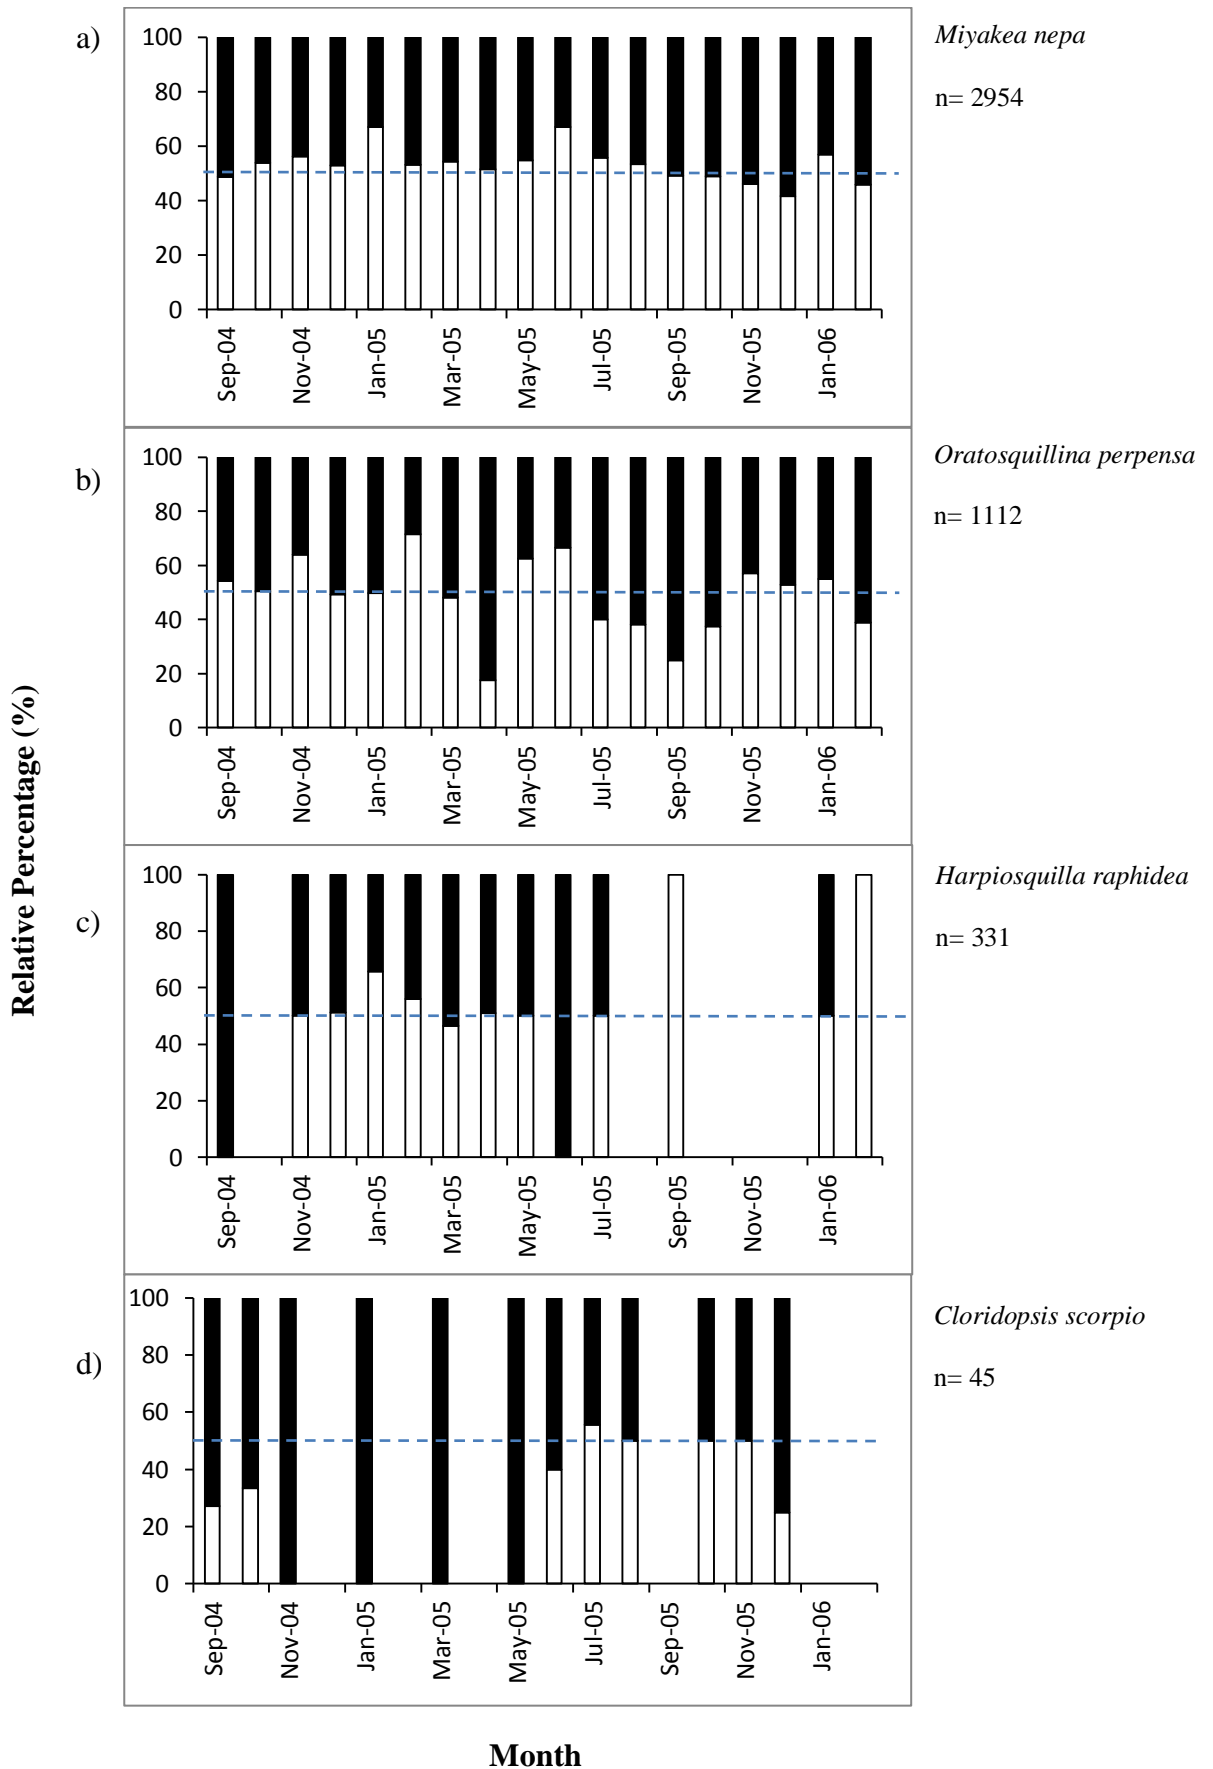 a)
100
80
60
40
20
0
Sep-04
Nov-04
Jan-05
Mar-05
May-05
Jul-05
Sep-05
Nov-05
Jan-06
Miyakea nepa
n= 2954
b)
100
80
60
40
20
0
Sep-04
Nov-04
Jan-05
Mar-05
May-05
Jul-05
Sep-05
Nov-05
Jan-06
Oratosquillina perpensa
n= 1112
Relative Percentage (%)
c)
100
80
60
40
20
0
Sep-04
Nov-04
Jan-05
Mar-05
May-05
Jul-05
Sep-05
Nov-05
Jan-06
Harpiosquilla raphidea
n= 331
d)
100
80
60
40
20
0
Sep-04
Nov-04
Jan-05
Mar-05
May-05
Jul-05
Sep-05
Nov-05
Jan-06
Cloridopsis scorpio
n= 45
Month